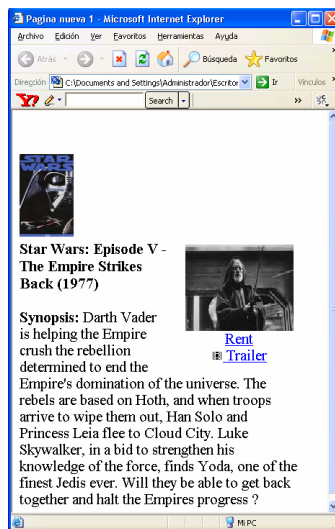 Pagina nueva 1 - Microsoft Internet Explorer
Archivo Edición Ver Favoritos Herramientas Ayuda
Atrás Búsqueda Favoritos
Dirección C:\Documents and Settings\Administrador\Escritor Ir Vínculos »
Y! Search »
STAR
WARS
Star Wars: Episode V -
The Empire Strikes
Back (1977)
Rent
Trailer
Synopsis: Darth Vader
is helping the Empire
crush the rebellion
determined to end the
Empire's domination of the universe. The
rebels are based on Hoth, and when troops
arrive to wipe them out, Han Solo and
Princess Leia flee to Cloud City. Luke
Skywalker, in a bid to strengthen his
knowledge of the force, finds Yoda, one of the
finest Jedis ever. Will they be able to get back
together and halt the Empires progress ?
Mi PC